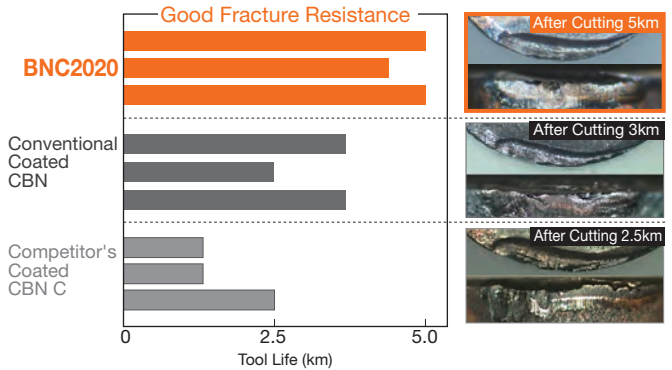 Good Fracture Resistance
BNC2020
After Cutting 5km
Conventional
Coated
CBN
After Cutting 3km
Competitor's
Coated
CBN C
After Cutting 2.5km
0 2.5 5.0
Tool Life (km)